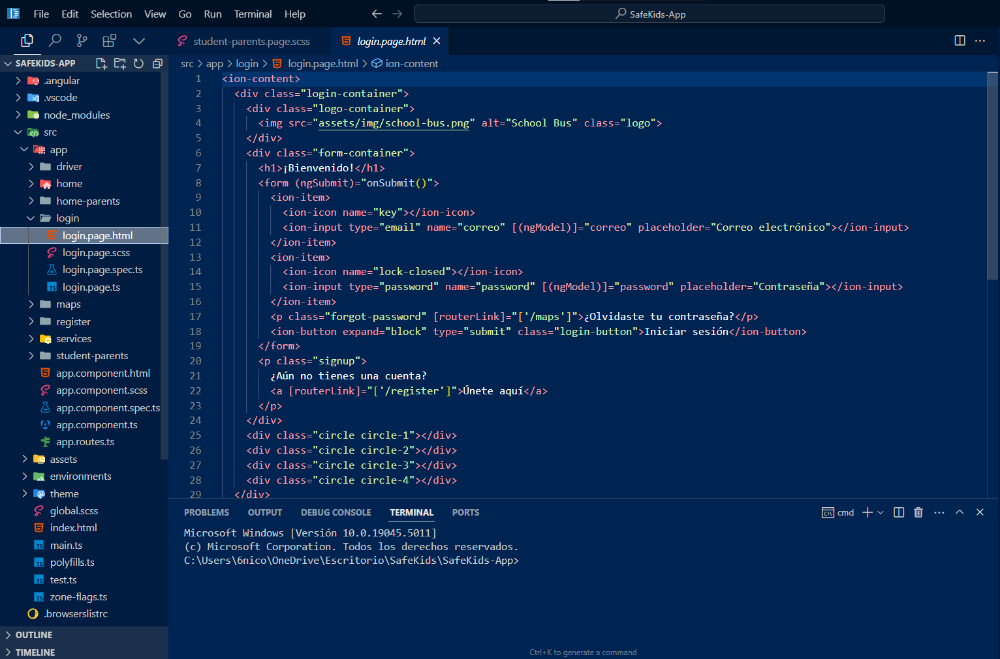 File Edit Selection View Go Run Terminal Help
SafeKids-App
student-parents.page.scss
login.page.html
SAFEKIDS-APP
src > app > login > login.page.html > ion-content
.angular
.vscode
node_modules
src
app
driver
home
home-parents
login
login.page.html
login.page.scss
login.page.spec.ts
login.page.ts
maps
register
services
student-parents
app.component.html
app.component.scss
app.component.spec.ts
app.component.ts
app.routes.ts
assets
environments
theme
global.scss
index.html
main.ts
polyfills.ts
test.ts
zone-flags.ts
.browserslistrc
OUTLINE
TIMELINE
1 <ion-content>
2 <div class="login-container">
3 <div class="logo-container">
4 <img src="assets/img/school-bus.png" alt="School Bus" class="logo">
5 </div>
6 <div class="form-container">
7 <h1>¡Bienvenido!</h1>
8 <form (ngSubmit)="onSubmit()">
9 <ion-item>
10 <ion-icon name="key"></ion-icon>
11 <ion-input type="email" name="correo" [(ngModel)]="correo" placeholder="Correo electrónico"></ion-input>
12 </ion-item>
13 <ion-item>
14 <ion-icon name="lock-closed"></ion-icon>
15 <ion-input type="password" name="password" [(ngModel)]="password" placeholder="Contraseña"></ion-input>
16 </ion-item>
17 <p class="forgot-password" [routerLink]="['/maps']">¿Olvidaste tu contraseña?</p>
18 <ion-button expand="block" type="submit" class="login-button">Iniciar sesión</ion-button>
19 </form>
20 <p class="signup">
21 ¿Aún no tienes una cuenta?
22 <a [routerLink]="['/register']">Únete aquí</a>
23 </p>
24 </div>
25 <div class="circle circle-1"></div>
26 <div class="circle circle-2"></div>
27 <div class="circle circle-3"></div>
28 <div class="circle circle-4"></div>
29 </div>
PROBLEMS OUTPUT DEBUG CONSOLE TERMINAL PORTS
cmd
Microsoft Windows [Versión 10.0.19045.5011]
(c) Microsoft Corporation. Todos los derechos reservados.
C:\Users\6nico\OneDrive\Escritorio\SafeKids\SafeKids-App>
Ctrl+K to generate a command